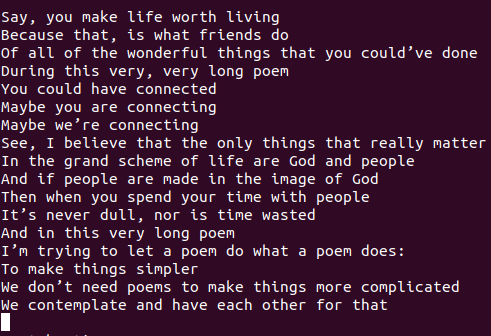 Say, you make life worth living
Because that, is what friends do
Of all of the wonderful things that you could’ve done
During this very, very long poem
You could have connected
Maybe you are connecting
Maybe we’re connecting
See, I believe that the only things that really matter
In the grand scheme of life are God and people
And if people are made in the image of God
Then when you spend your time with people
It’s never dull, nor is time wasted
And in this very long poem
I’m trying to let a poem do what a poem does:
To make things simpler
We don’t need poems to make things more complicated
We contemplate and have each other for that